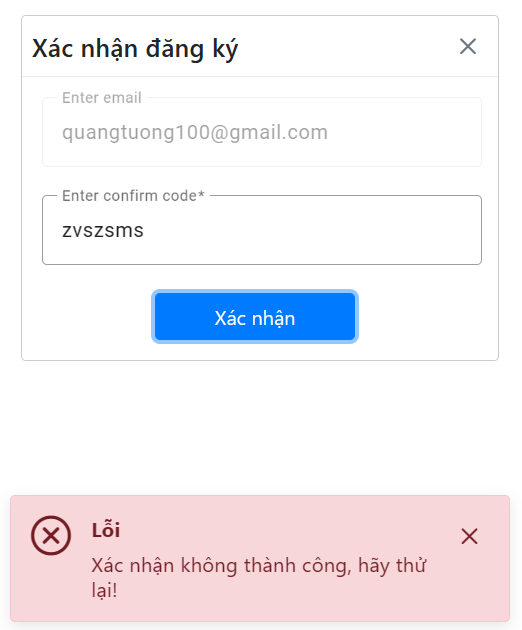 Xác nhận đăng ký
Enter email
quangtuong100@gmail.com
Enter confirm code*
zvszsms
Xác nhận
Lỗi
Xác nhận không thành công, hãy thử
lại!